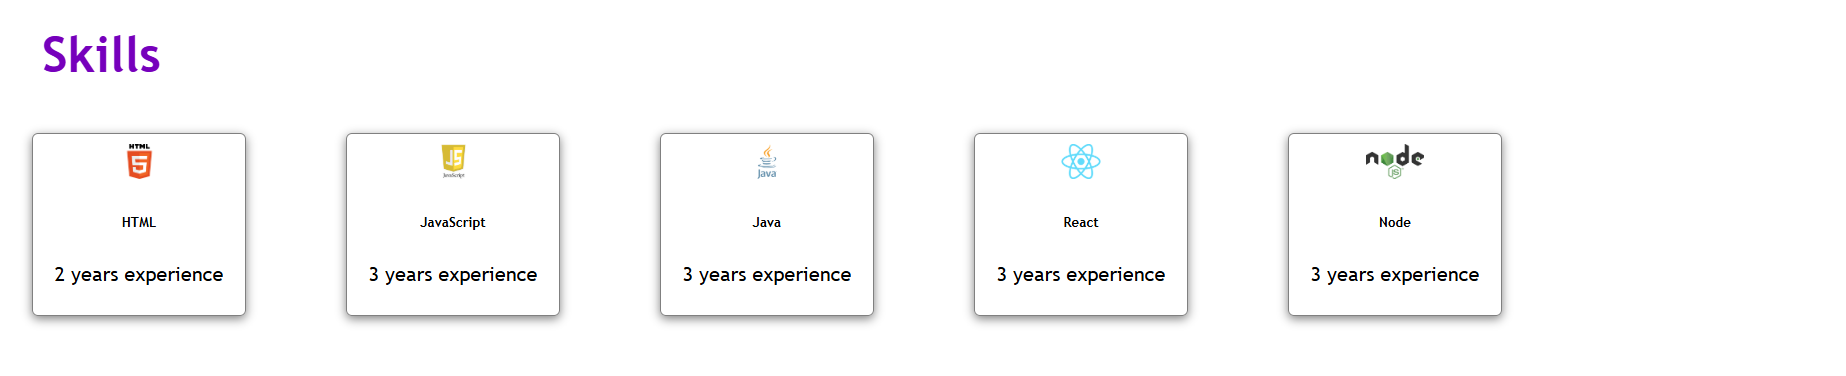 Skills
HTML
5
HTML
2 years experience
JS
JavaScript
JavaScript
3 years experience
Java
Java
3 years experience
React
3 years experience
node
JS
Node
3 years experience